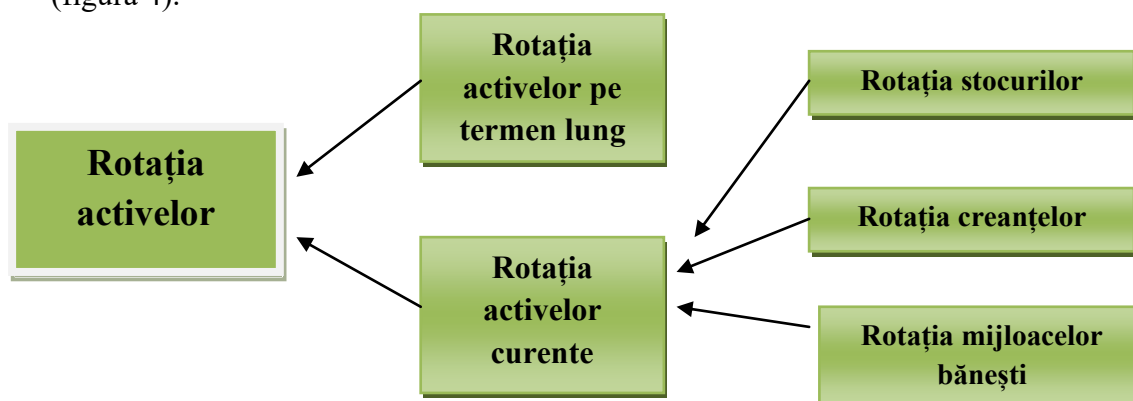 (figura 4).
Rotația
activelor
Rotația
activelor pe
termen lung
Rotația
activelor
curente
Rotația stocurilor
Rotația creanțelor
Rotația mijloacelor
bănești